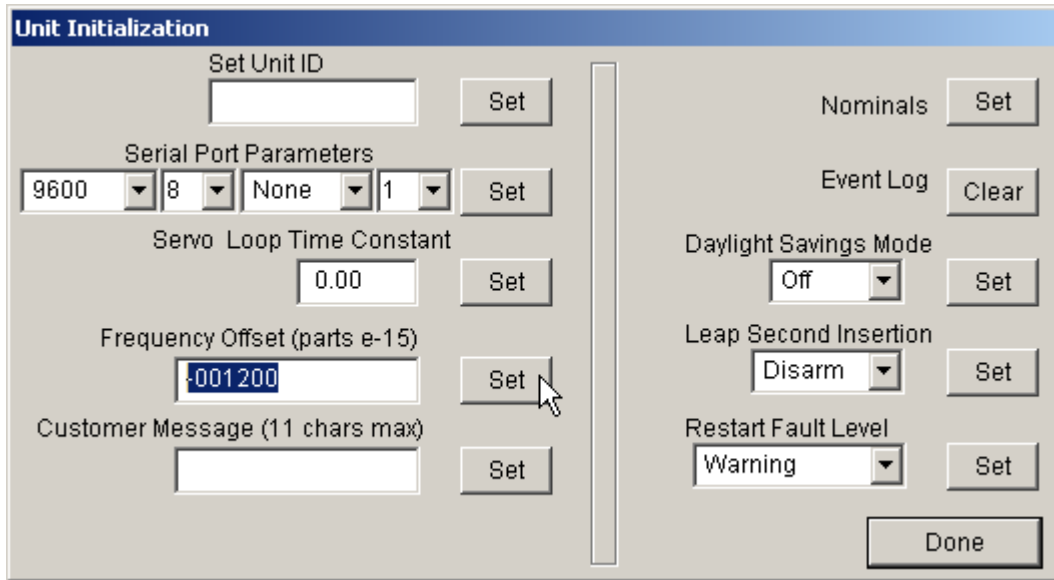 Unit Initialization
Set Unit ID
Set
Serial Port Parameters
9600 8 None 1 Set
Servo Loop Time Constant
0.00 Set
Frequency Offset (parts e-15)
-001200 Set
Customer Message (11 chars max)
Set
Nominals Set
Event Log Clear
Daylight Savings Mode
Off Set
Leap Second Insertion
Disarm Set
Restart Fault Level
Warning Set
Done